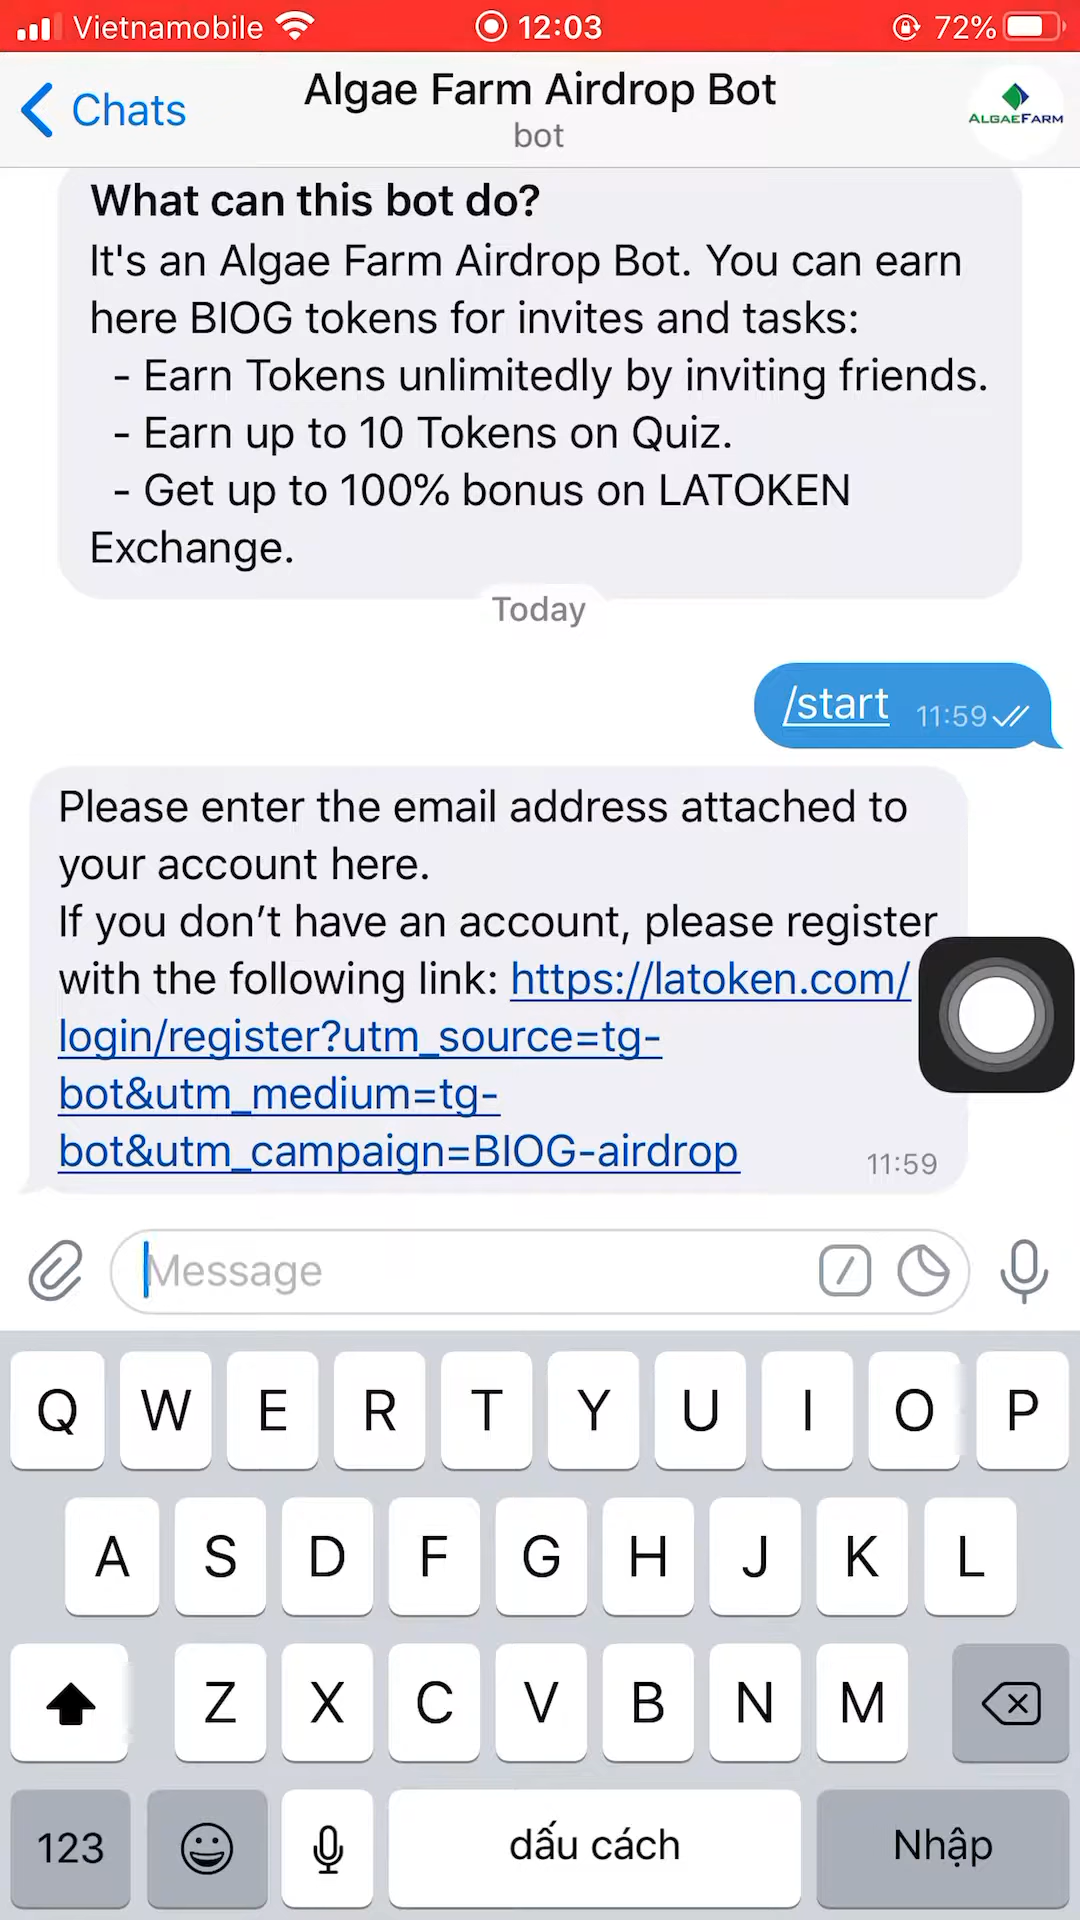 Vietnamobile 12:03 72%
Chats
Algae Farm Airdrop Bot
bot
ALGAEFARM
What can this bot do?
It's an Algae Farm Airdrop Bot. You can earn
here BIOG tokens for invites and tasks:
- Earn Tokens unlimitedly by inviting friends.
- Earn up to 10 Tokens on Quiz.
- Get up to 100% bonus on LATOKEN
Exchange.
Today
/start 11:59
Please enter the email address attached to
your account here.
If you don’t have an account, please register
with the following link: https://latoken.com/
login/register?utm_source=tg-
bot&utm_medium=tg-
bot&utm_campaign=BIOG-airdrop
11:59
Message
Q W E R T Y U I O P
A S D F G H J K L
Z X C V B N M
123 dấu cách Nhập